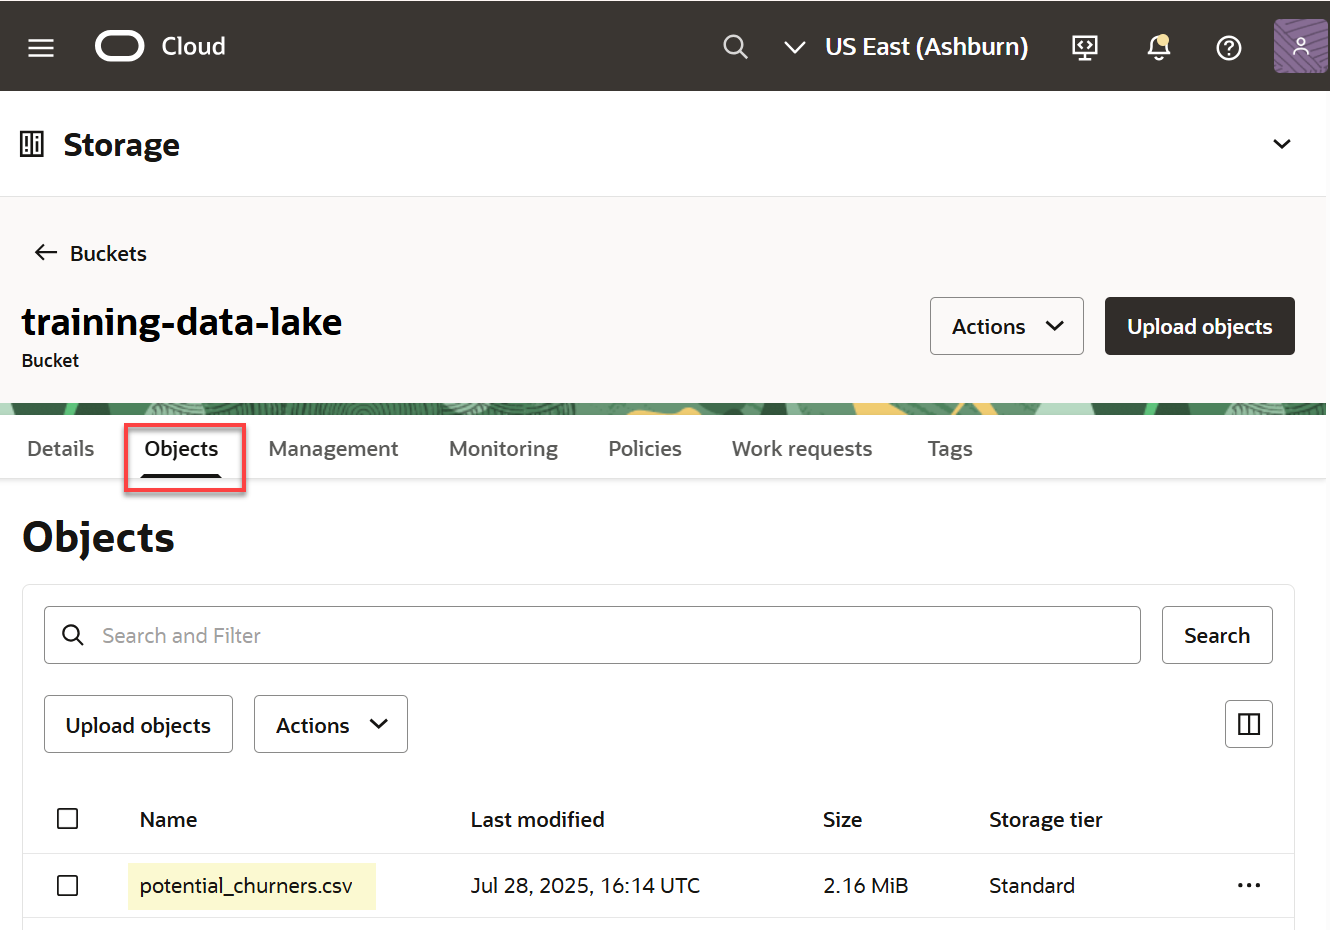 Cloud
US East (Ashburn)
Storage
Buckets
training-data-lake
Bucket
Actions
Upload objects
Details Objects Management Monitoring Policies Work requests Tags
Objects
Search and Filter
Search
Upload objects
Actions
Name Last modified Size Storage tier
potential_churners.csv Jul 28, 2025, 16:14 UTC 2.16 MiB Standard